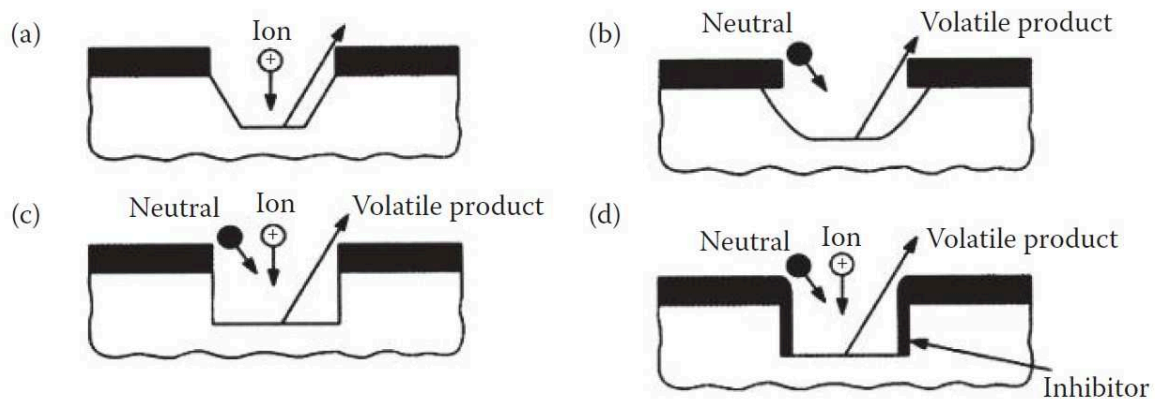 (a)
Ion
+
(b)
Neutral
Volatile product
(c)
Neutral
Ion
+
Volatile product
(d)
Neutral
Ion
+
Volatile product
Inhibitor